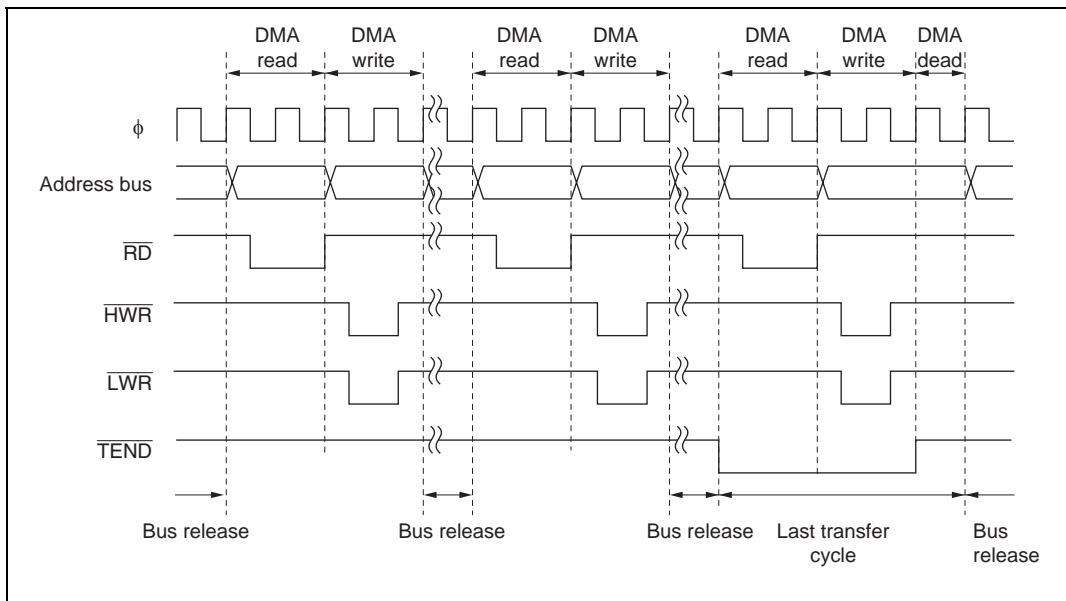 DMA read
DMA write
DMA read
DMA write
DMA read
DMA write
DMA dead
φ
Address bus
RD
HWR
LWR
TEND
Bus release
Bus release
Bus release
Last transfer cycle
Bus release